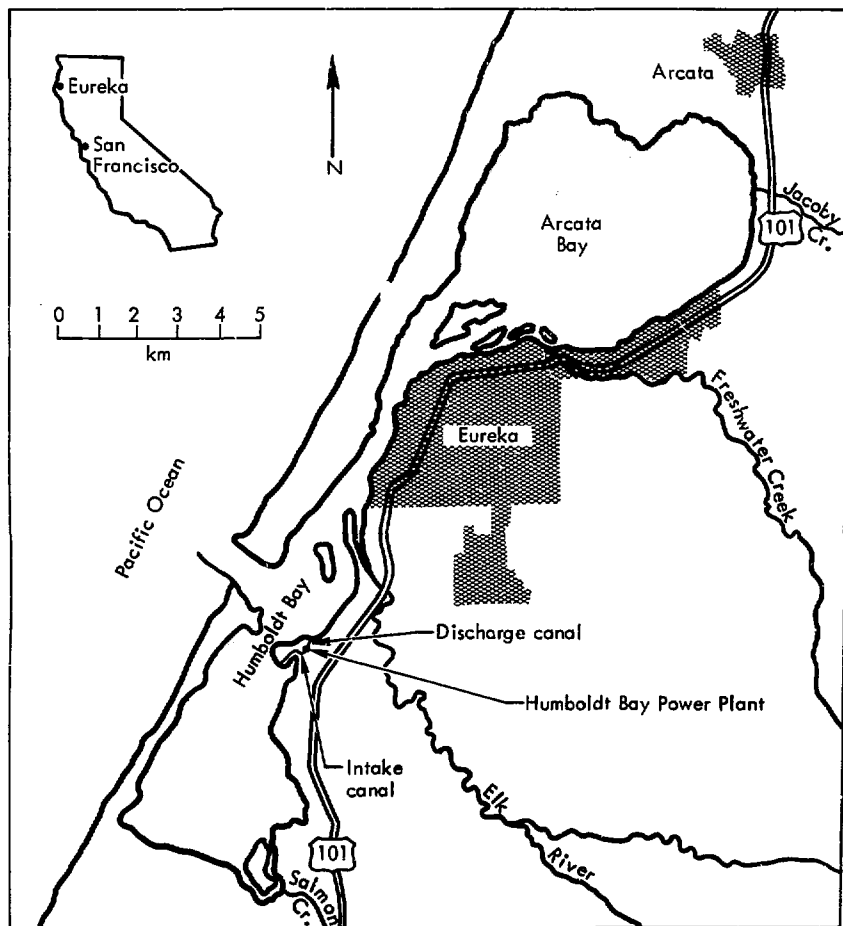 Eureka
San
Francisco
N
0 1 2 3 4 5
km
Arcata
Arcata
Bay
Jacoby
Cr.
101
Freshwater Creek
Eureka
Pacific Ocean
Humboldt Bay
Discharge canal
Humboldt Bay Power Plant
Intake
canal
Elk
River
101
Salmon
Cr.